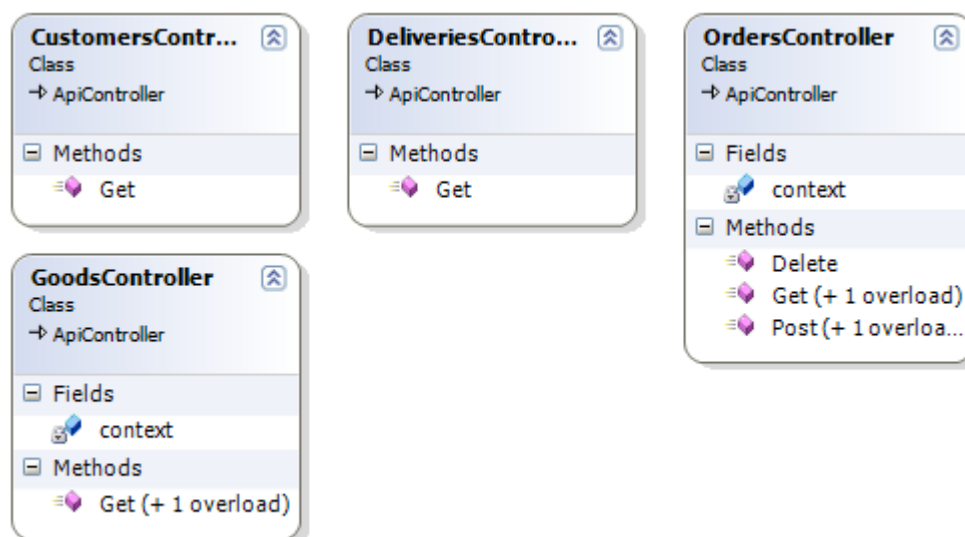 CustomersContr...
Class
ApiController
Methods
Get
DeliveriesContro...
Class
ApiController
Methods
Get
OrdersController
Class
ApiController
Fields
context
Methods
Delete
Get (+ 1 overload)
Post (+ 1 overloa...
GoodsController
Class
ApiController
Fields
context
Methods
Get (+ 1 overload)